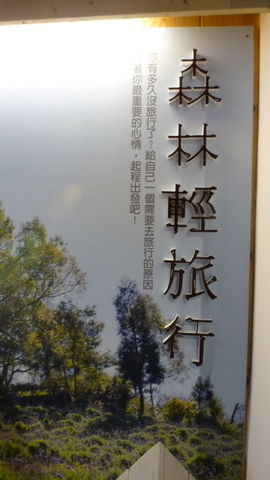 森林輕旅行
你有多久沒旅行了？給自己一個需要去旅行的原因
著你最重要的心情，起程出發吧！